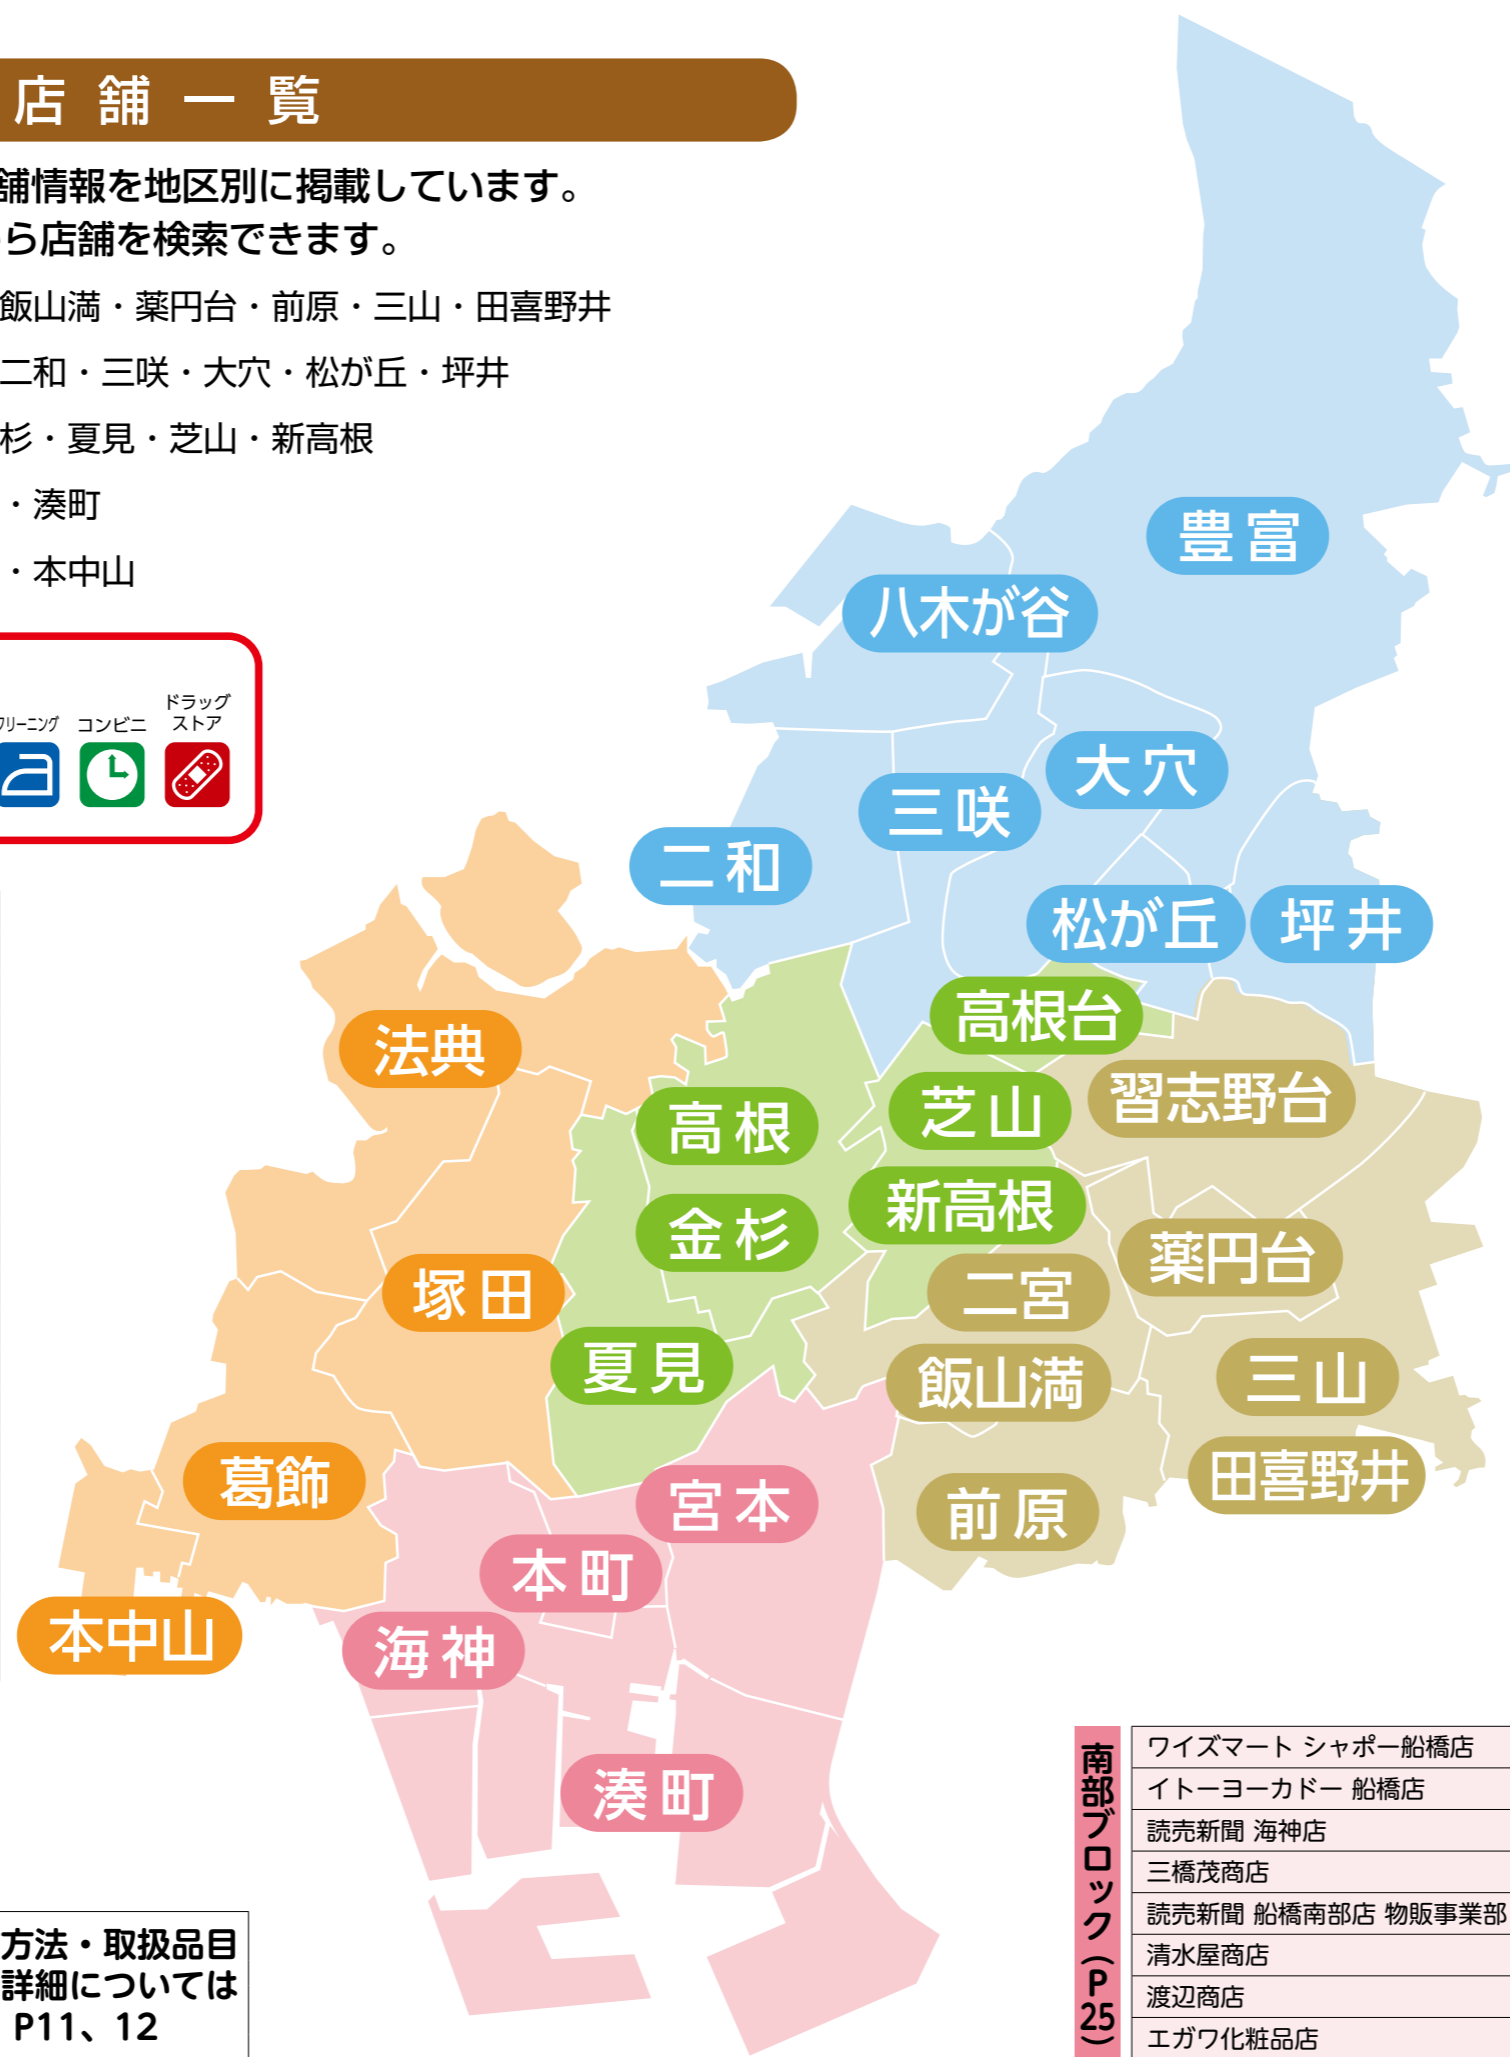 店舗一覧
舗情報を地区別に掲載しています。
ら店舗を検索できます。
飯山満・薬円台・前原・三山・田喜野井
二和・三咲・大穴・松が丘・坪井
杉・夏見・芝山・新高根
・湊町
・本中山
リーニング
コンビニ
ドラッグ
ストア
豊富
八木が谷
大穴
三咲
二和
松が丘
坪井
高根台
法典
習志野台
芝山
高根
新高根
金杉
薬円台
二宮
塚田
夏見
飯山満
三山
葛飾
田喜野井
宮本
前原
本町
本中山
海神
湊町
南部ブロック(P25)
ワイズマート シャポー船橋店
イトーヨーカドー 船橋店
読売新聞 海神店
三橋茂商店
読売新聞 船橋南部店 物販事業部
清水屋商店
渡辺商店
エガワ化粧品店
方法・取扱品目
詳細については
P11、12